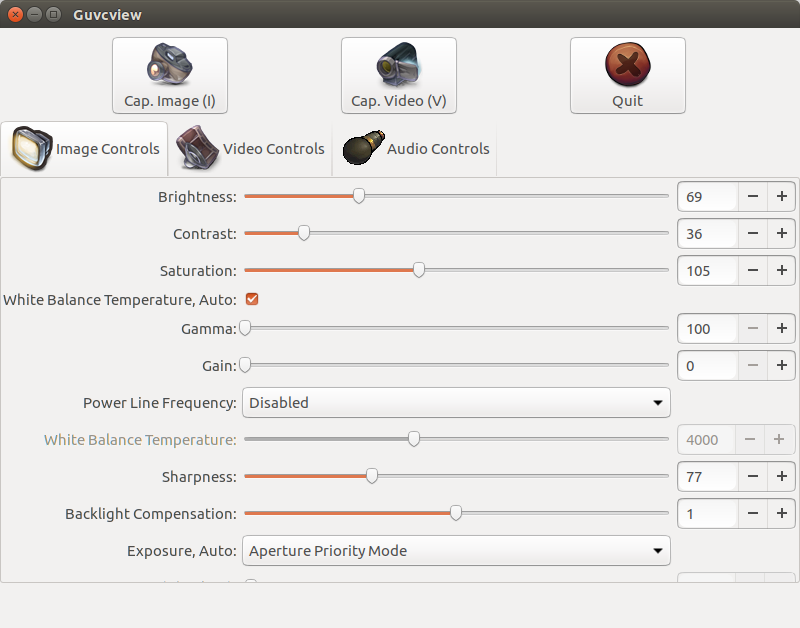 Guvcview
Cap. Image (I)
Cap. Video (V)
Quit
Image Controls
Video Controls
Audio Controls
Brightness: 69
Contrast: 36
Saturation: 105
White Balance Temperature, Auto:
Gamma: 100
Gain: 0
Power Line Frequency: Disabled
White Balance Temperature: 4000
Sharpness: 77
Backlight Compensation: 1
Exposure, Auto: Aperture Priority Mode